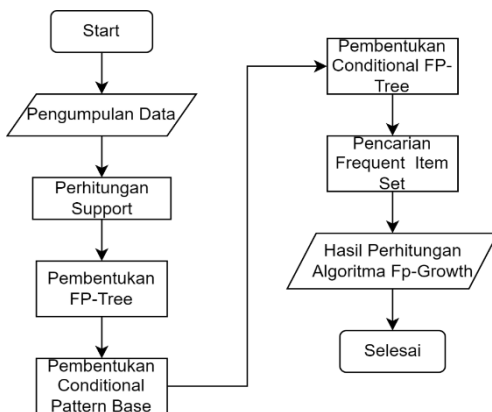 Start
Pengumpulan Data
Perhitungan
Support
Pembentukan
FP-Tree
Pembentukan
Conditional
Pattern Base
Pembentukan
Conditional FP-
Tree
Pencarian
Frequent Item
Set
Hasil Perhitungan
Algoritma Fp-Growth
Selesai